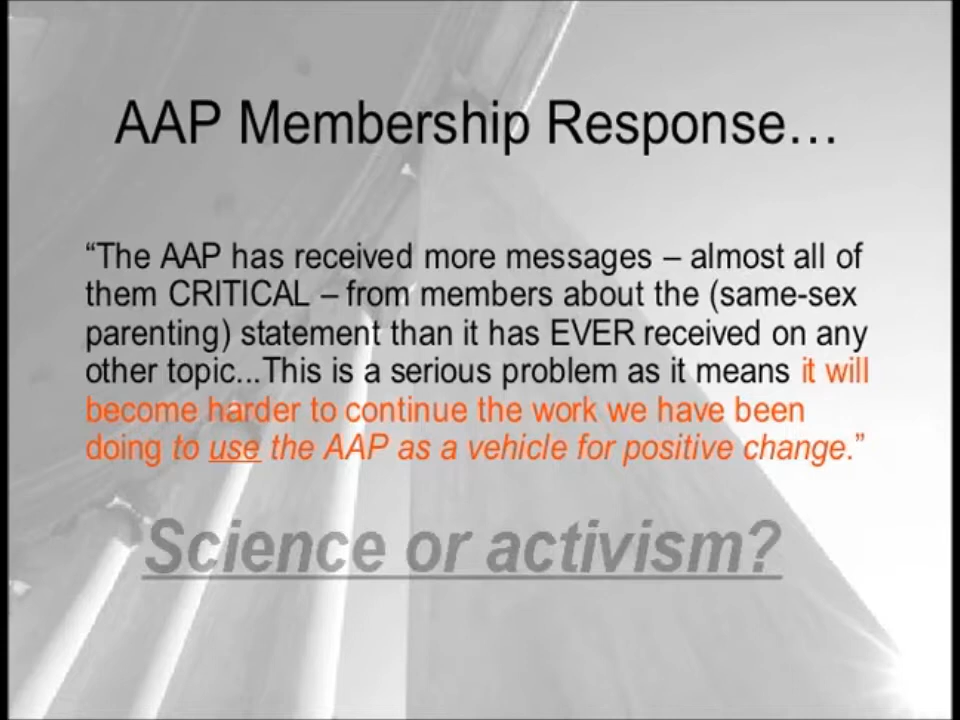 AAP Membership Response…
“The AAP has received more messages – almost all of
them CRITICAL – from members about the (same-sex
parenting) statement than it has EVER received on any
other topic...This is a serious problem as it means it will
become harder to continue the work we have been
doing to use the AAP as a vehicle for positive change.”
Science or activism?